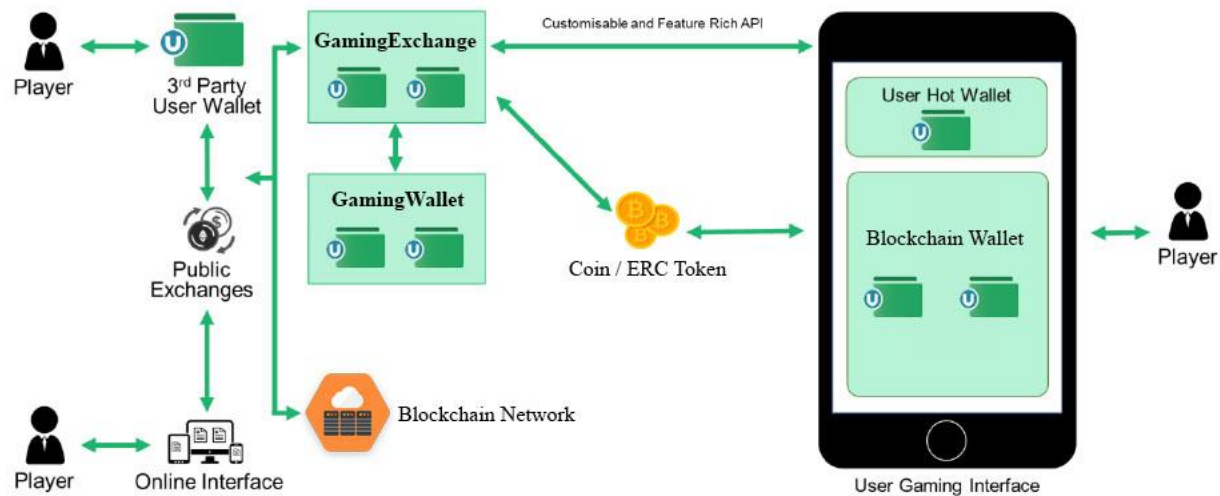 Player
3rd Party
User Wallet
Public
Exchanges
Player
Online Interface
GamingExchange
GamingWallet
Blockchain Network
Customisable and Feature Rich API
Coin / ERC Token
User Hot Wallet
Blockchain Wallet
User Gaming Interface
Player